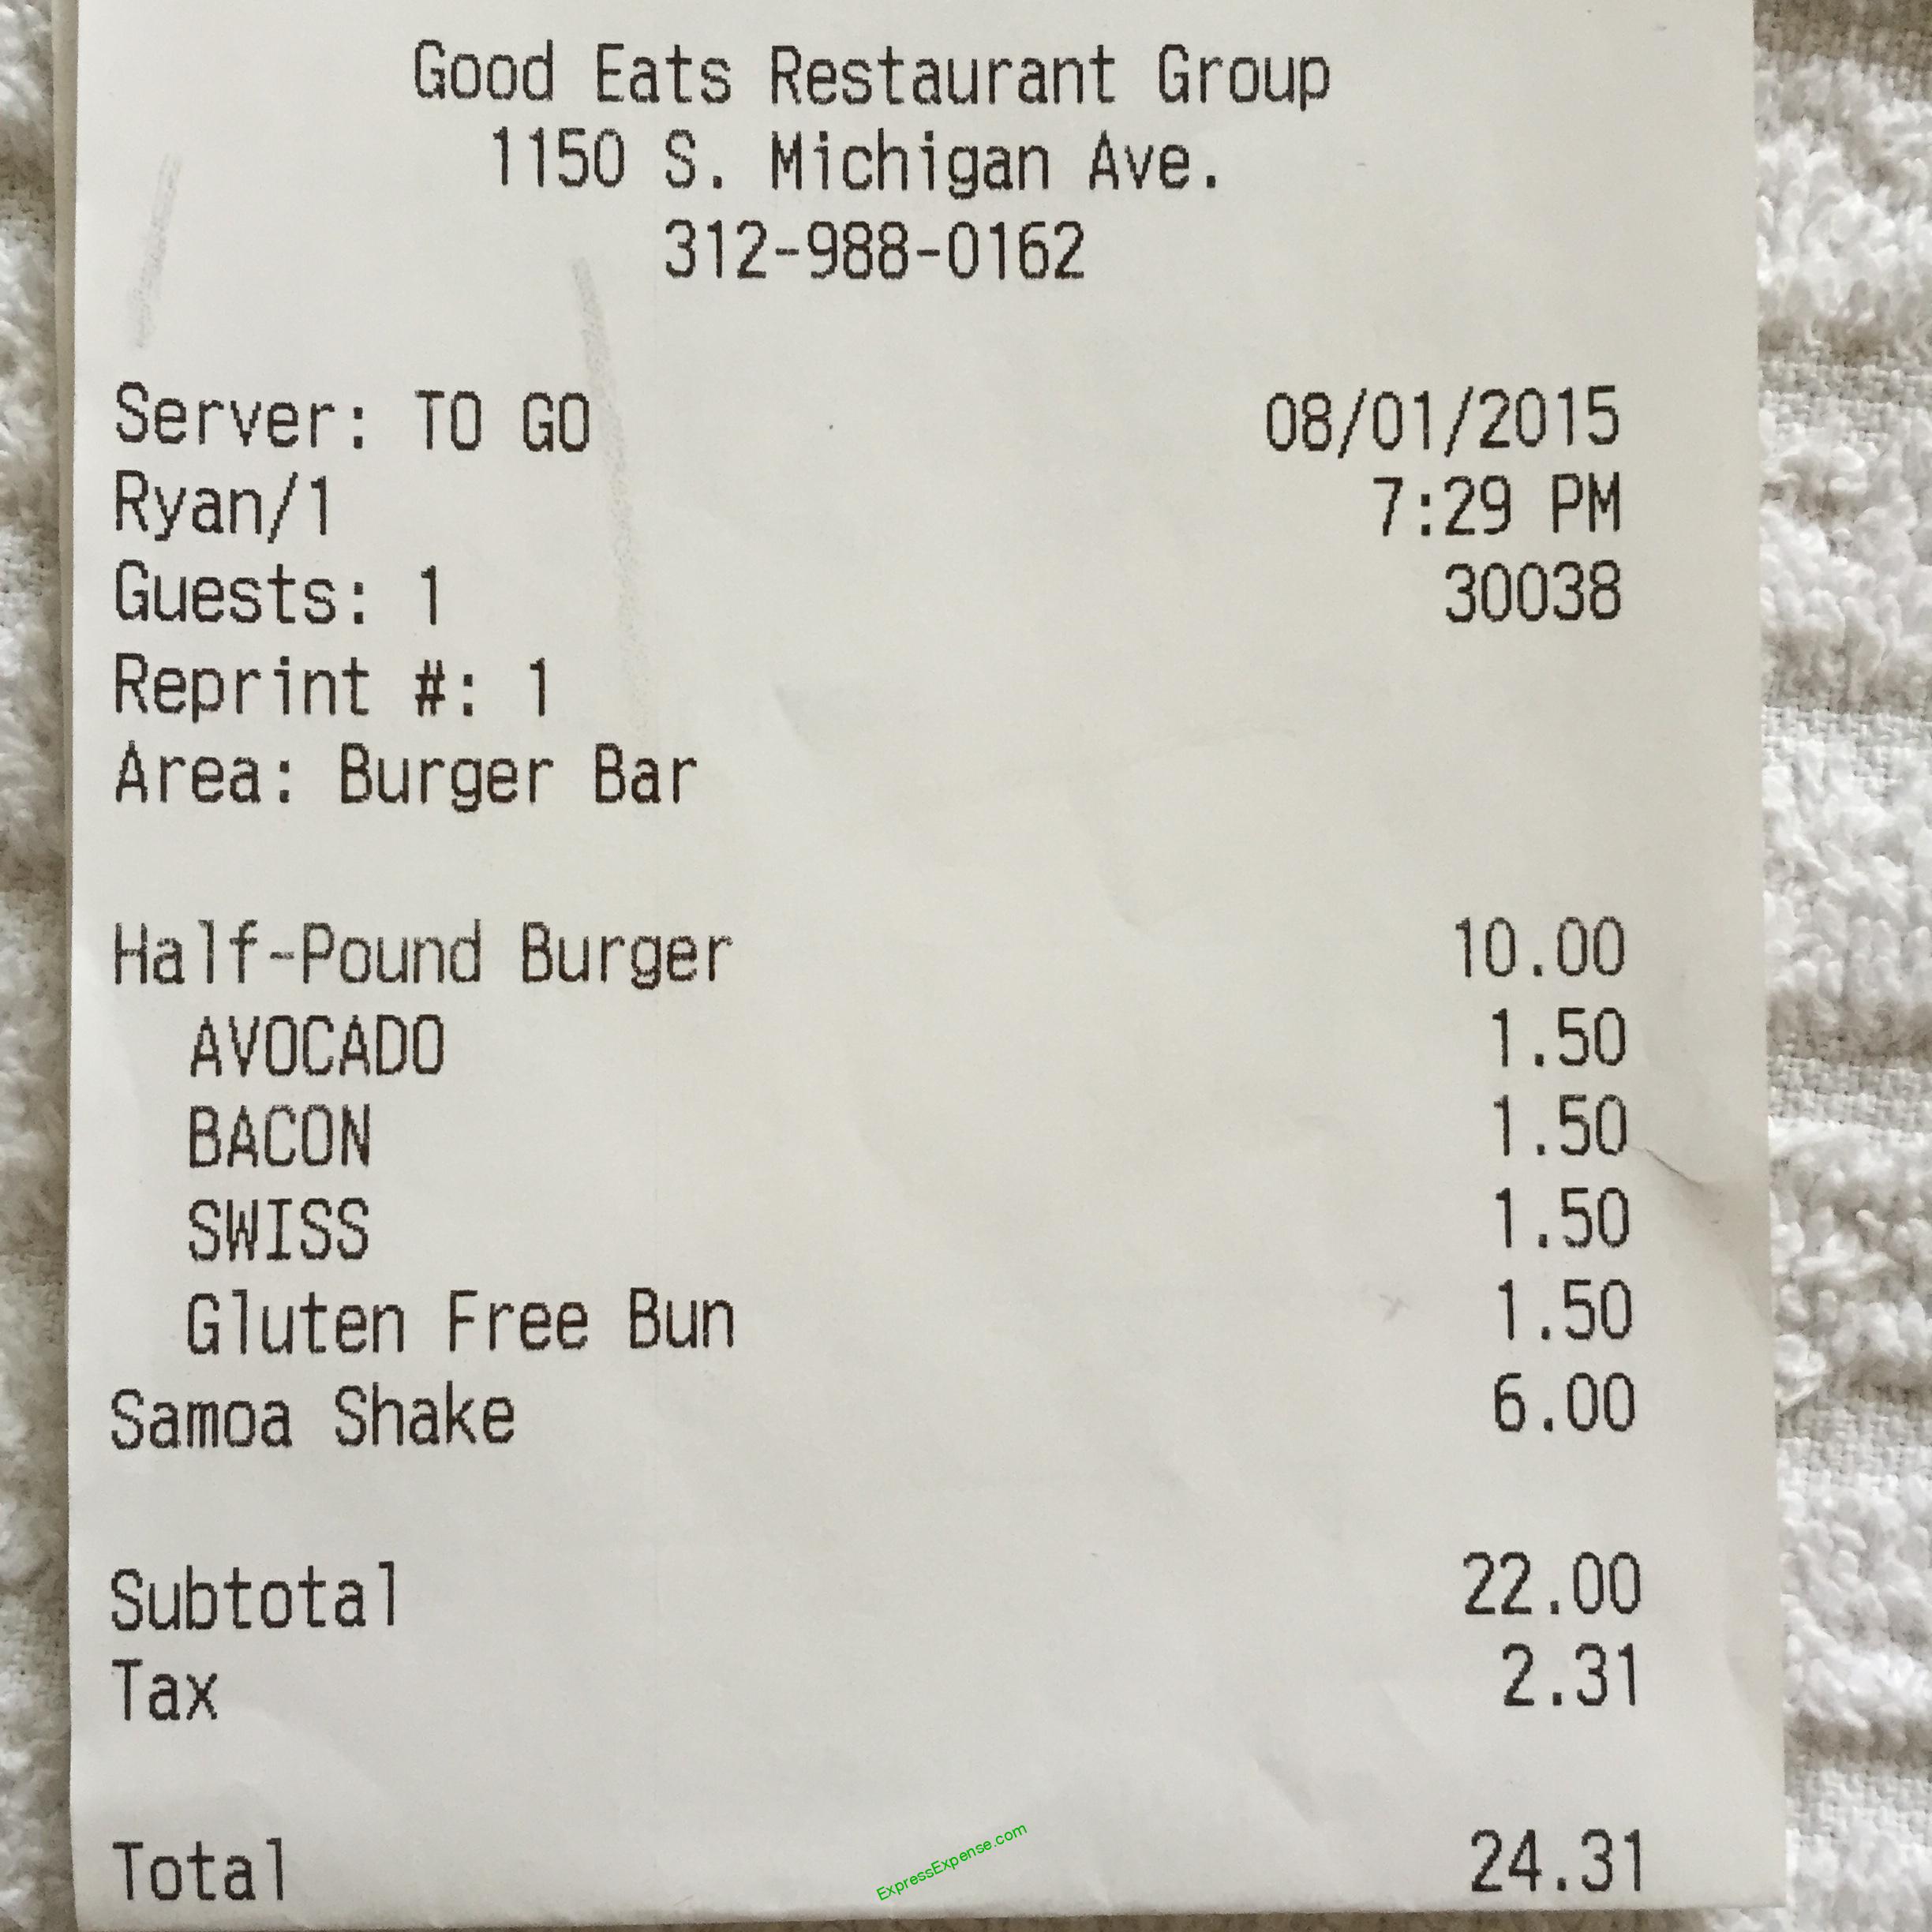 Good Eats Restaurant Group
1150 S. Michigan Ave.
312-988-0162
Server: TO GO 08/01/2015
Ryan/1 7:29 PM
Guests: 1 30038
Reprint #: 1
Area: Burger Bar
Half-Pound Burger 10.00
AVOCADO 1.50
BACON 1.50
SWISS 1.50
Gluten Free Bun 1.50
Samoa Shake 6.00
Subtotal 22.00
Tax 2.31
Total 24.31
ExpressExpense.com